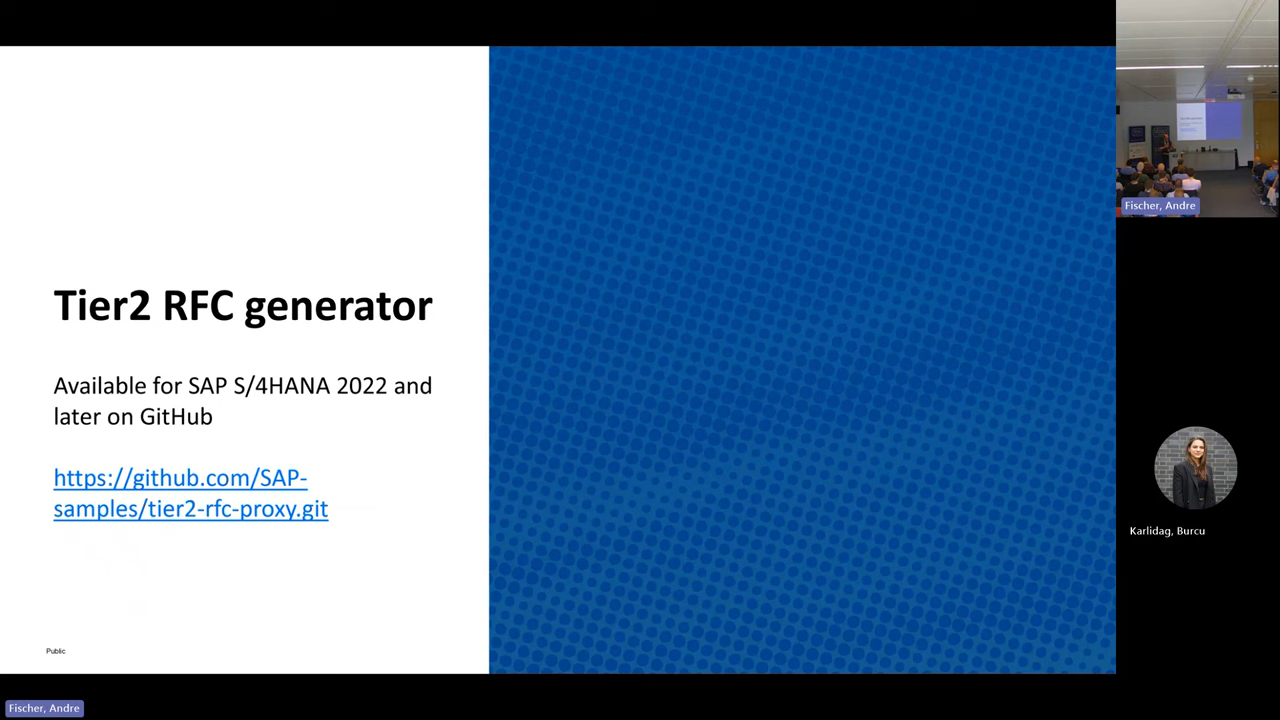 Tier2 RFC generator
Available for SAP S/4HANA 2022 and
later on GitHub
https://github.com/SAP-
samples/tier2-rfc-proxy.git
Public
Fischer, Andre
Fischer, Andre
Karlidag, Burcu